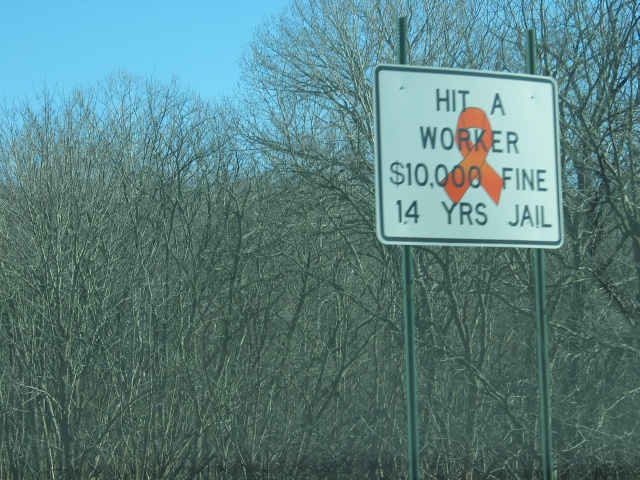 HIT A
WORKER
$10,000 FINE
14 YRS JAIL